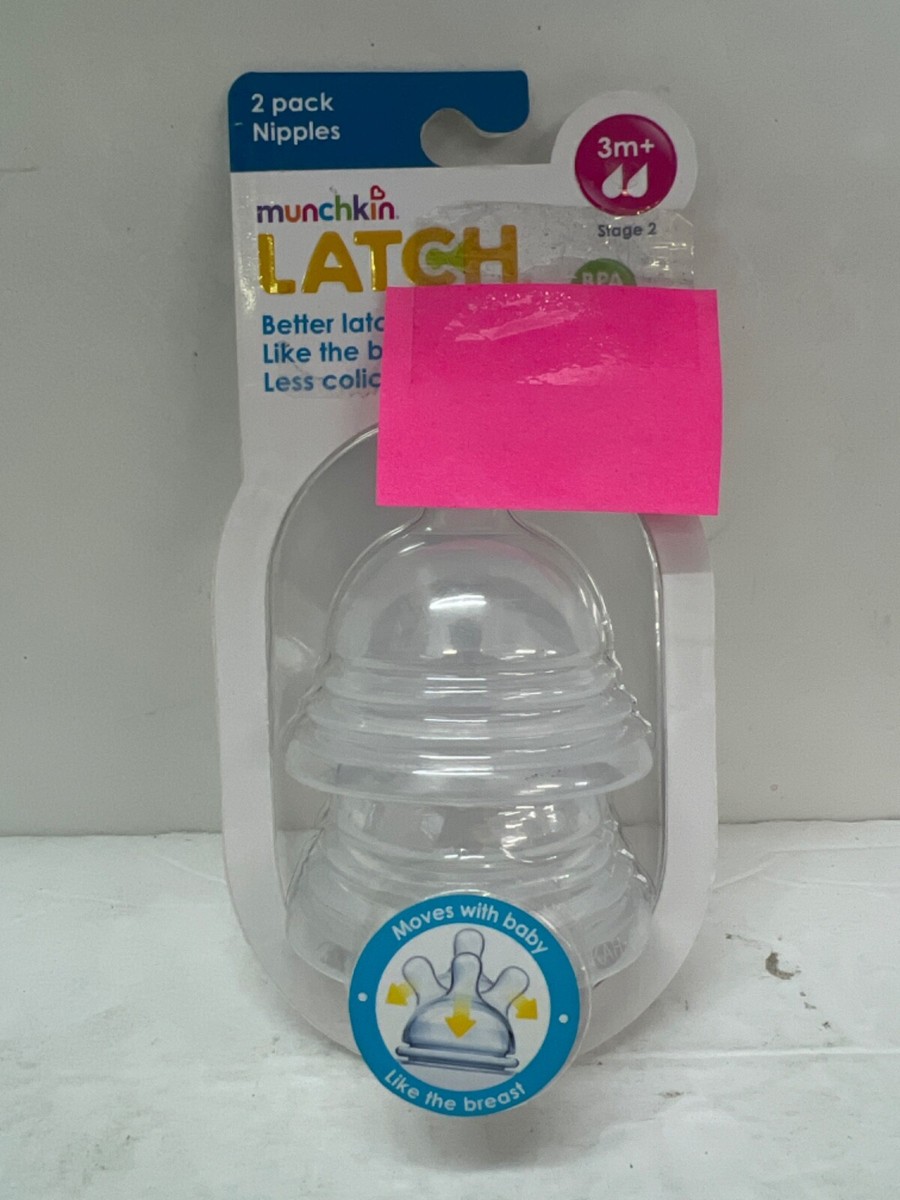 2 pack
Nipples
3m+
Stage 2
munchkin
LATCH
BPA
Better latc
Like the b
Less colic
Moves with baby
Like the breast